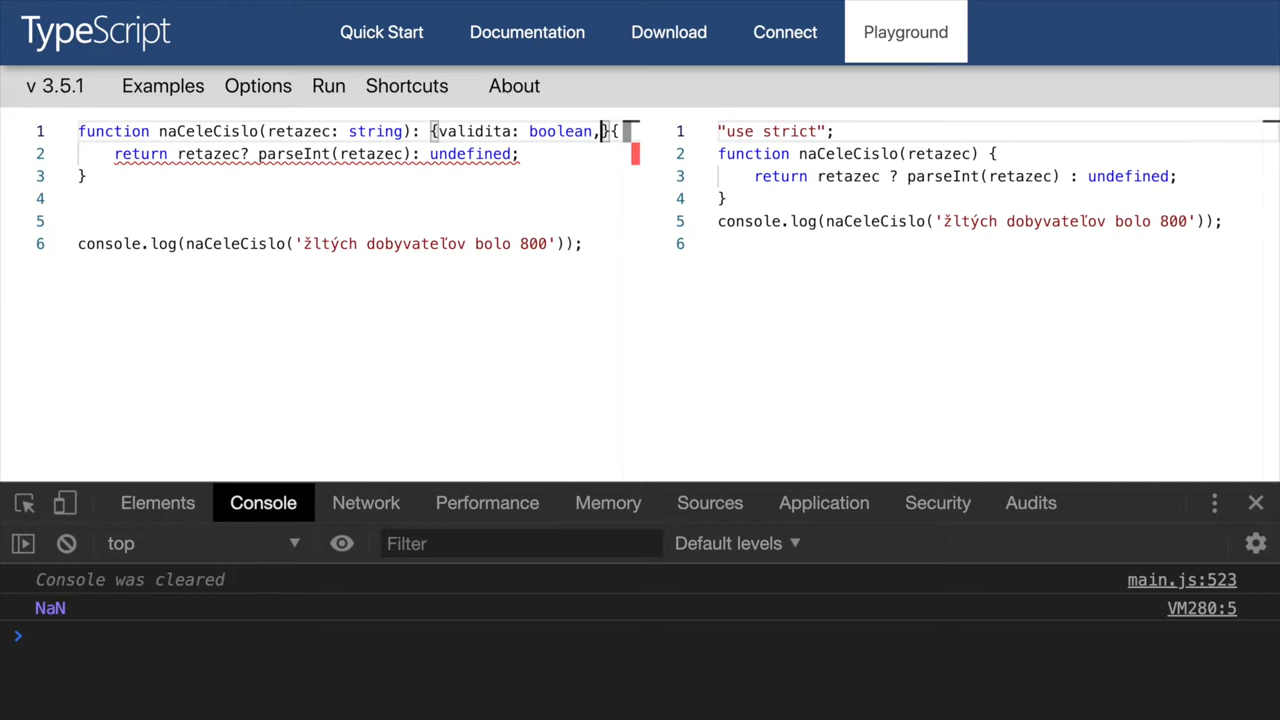 TypeScript Quick Start Documentation Download Connect Playground
v 3.5.1 Examples Options Run Shortcuts About
1 function naCeleCislo(retazec: string): {validita: boolean,}{
2 return retazec? parseInt(retazec): undefined;
3 }
4
5
6 console.log(naCeleCislo('žltých dobyvateľov bolo 800'));
1 "use strict";
2 function naCeleCislo(retazec) {
3 return retazec ? parseInt(retazec) : undefined;
4 }
5 console.log(naCeleCislo('žltých dobyvateľov bolo 800'));
6
Elements Console Network Performance Memory Sources Application Security Audits
top Filter Default levels
Console was cleared main.js:523
NaN VM280:5